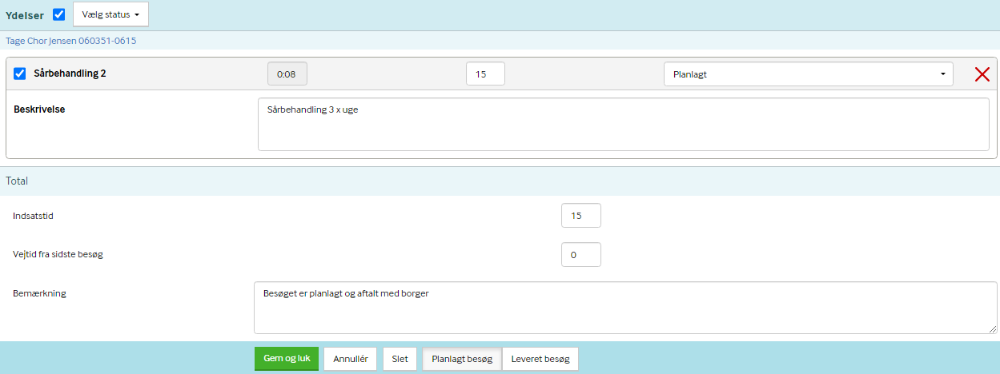 Ydelser Vælg status
Tage Chor Jensen 060351-0615
Sårbehandling 2 0:08 15 Planlagt
Beskrivelse Sårbehandling 3 x uge
Total
Indsatstid 15
Vejtid fra sidste besøg 0
Bemærkning Besøget er planlagt og aftalt med borger
Gem og luk Annullér Slet Planlagt besøg Leveret besøg